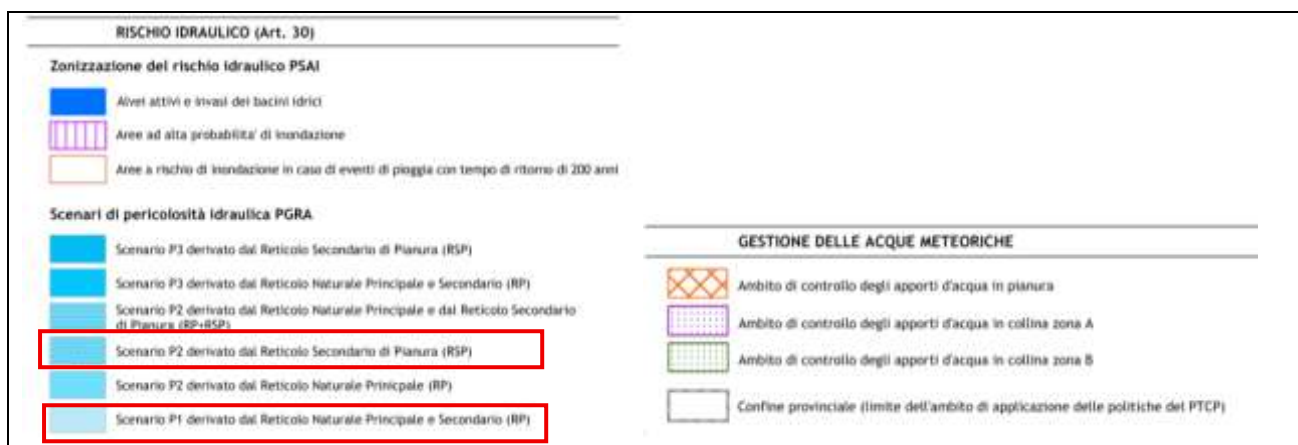 RISCHIO IDRAULICO (Art. 30)
Zonizzazione del rischio idraulico PSAI
Alvei attivi e invasi dei bacini idrici
Aree ad alta probabilita' di inondazione
Aree a rischio di inondazione in caso di eventi di pioggia con tempo di ritorno di 200 anni
Scenari di pericolosità idraulica PGRA
Scenario P3 derivato dal Reticolo Secondario di Pianura (RSP)
Scenario P3 derivato dal Reticolo Naturale Principale e Secondario (RP)
Scenario P2 derivato dal Reticolo Naturale Principale e dal Reticolo Secondario
di Pianura (RP+RSP)
Scenario P2 derivato dal Reticolo Secondario di Pianura (RSP)
Scenario P2 derivato dal Reticolo Naturale Prinicpale (RP)
Scenario P1 derivato dal Reticolo Naturale Principale e Secondario (RP)
GESTIONE DELLE ACQUE METEORICHE
Ambito di controllo degli apporti d'acqua in pianura
Ambito di controllo degli apporti d'acqua in collina zona A
Ambito di controllo degli apporti d'acqua in collina zona B
Confine provinciale (limite dell'ambito di applicazione delle politiche del PTCP)